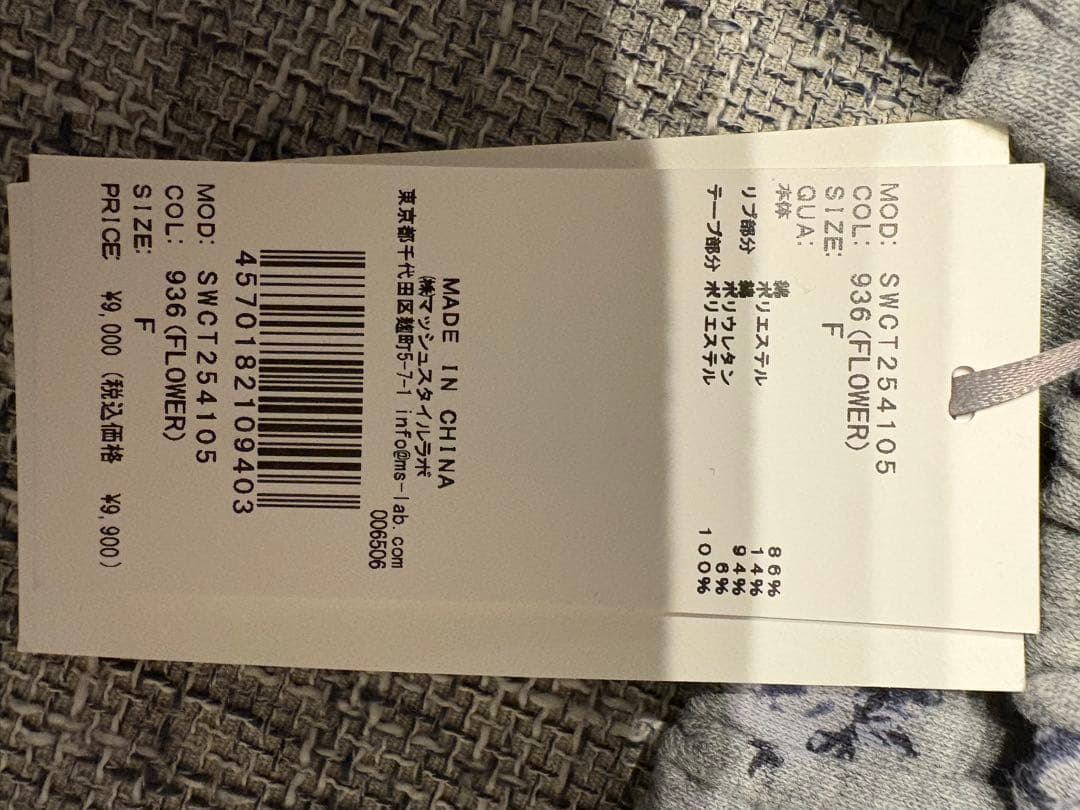 MOD: SWCT254105
COL: 936(FLOWER)
SIZE: F
QUA:
本体 綿 86%
ポリエステル 14%
リブ部分 綿 94%
ポリウレタン 6%
テープ部分 ポリエステル 100%
MADE IN CHINA
㈱マッシュスタイルラボ
東京都千代田区麹町5-7-1 info@ms-lab.com
006506
4570182109403
MOD: SWCT254105
COL: 936(FLOWER)
SIZE: F
PRICE: ¥9,000 (税込価格 ¥9,900)